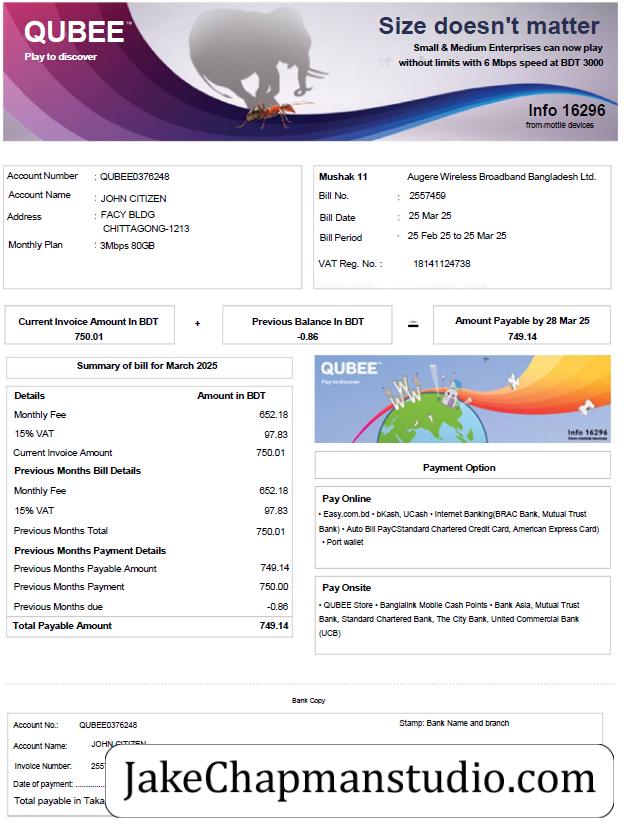 QUBEE™
Play to discover
Size doesn't matter
Small & Medium Enterprises can now play
without limits with 6 Mbps speed at BDT 3000
Info 16296
from mottle devices
Account Number : QUBEE0376248
Account Name : JOHN CITIZEN
Address : FACY BLDG
CHITTAGONG-1213
Monthly Plan : 3Mbps 80GB
Mushak 11 Augere Wireless Broadband Bangladesh Ltd.
Bill No. : 2557459
Bill Date : 25 Mar 25
Bill Period : 25 Feb 25 to 25 Mar 25
VAT Reg. No. : 18141124738
Current Invoice Amount In BDT
750.01
+
Previous Balance In BDT
-0.86
=
Amount Payable by 28 Mar 25
749.14
Summary of bill for March 2025
Details Amount in BDT
Monthly Fee 652.18
15% VAT 97.83
Current Invoice Amount 750.01
Previous Months Bill Details
Monthly Fee 652.18
15% VAT 97.83
Previous Months Total 750.01
Previous Months Payment Details
Previous Months Payable Amount 749.14
Previous Months Payment 750.00
Previous Months due -0.86
Total Payable Amount 749.14
QUBEE™
Play to discover
WWW
Info 16296
from mobile devices
Payment Option
Pay Online
• Easy.com.bd • bKash, UCash • Internet Banking(BRAC Bank, Mutual Trust
Bank) • Auto Bill PayCStandard Chartered Credit Card, American Express Card)
• Port wallet
Pay Onsite
• QUBEE Store • Banglalink Mobile Cash Points • Bank Asia, Mutual Trust
Bank, Standard Chartered Bank, The City Bank, United Commercial Bank
(UCB)
Bank Copy
Account No.: QUBEE0376248
Stamp: Bank Name and branch
Account Name: JOHN CITIZEN
Invoice Number: 255
Date of payment: ..............
Total payable in Taka
JakeChapmanstudio.com